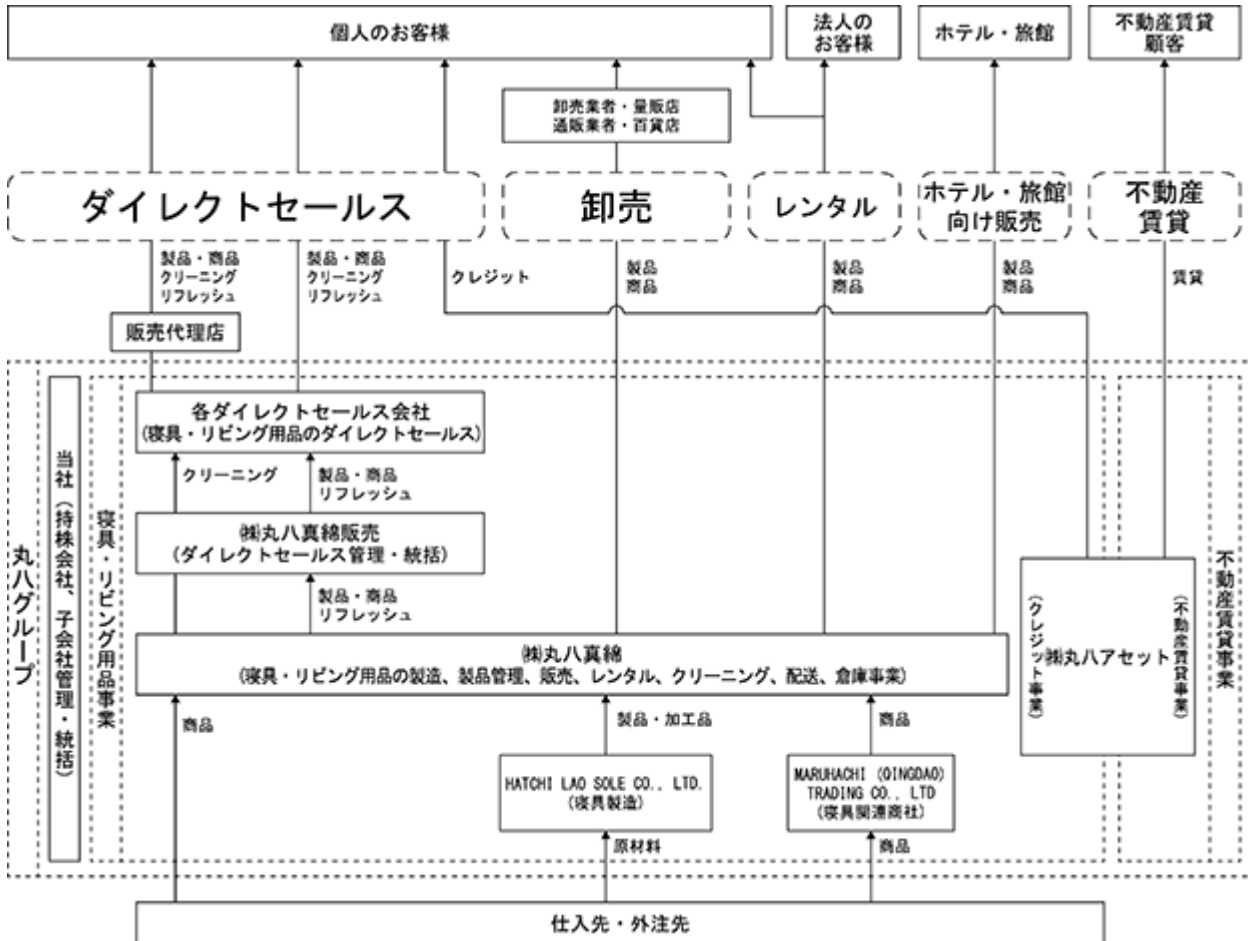 個人のお客様
法人の
お客様
ホテル・旅館
不動産賃貸
顧客
卸売業者・量販店
通販業者・百貨店
ダイレクトセールス
卸売
レンタル
ホテル・旅館
向け販売
不動産
賃貸
製品・商品
クリーニング
リフレッシュ
製品・商品
クリーニング
リフレッシュ
クレジット
製品
商品
製品
商品
製品
商品
賃貸
販売代理店
丸八グループ
当社（持株会社、子会社管理・統括）
寝具・リビング用品事業
各ダイレクトセールス会社
(寝具・リビング用品のダイレクトセールス)
クリーニング
製品・商品
リフレッシュ
㈱丸八真綿販売
(ダイレクトセールス管理・統括)
製品・商品
リフレッシュ
㈱丸八真綿
(寝具・リビング用品の製造、製品管理、販売、レンタル、クリーニング、配送、倉庫事業)
(クレジット事業)
㈱丸八アセット
(不動産賃貸事業)
不動産賃貸事業
商品
製品・加工品
商品
HATCHI LAO SOLE CO., LTD.
(寝具製造)
MARUHACHI (QINGDAO)
TRADING CO., LTD
(寝具関連商社)
原材料
商品
仕入先・外注先